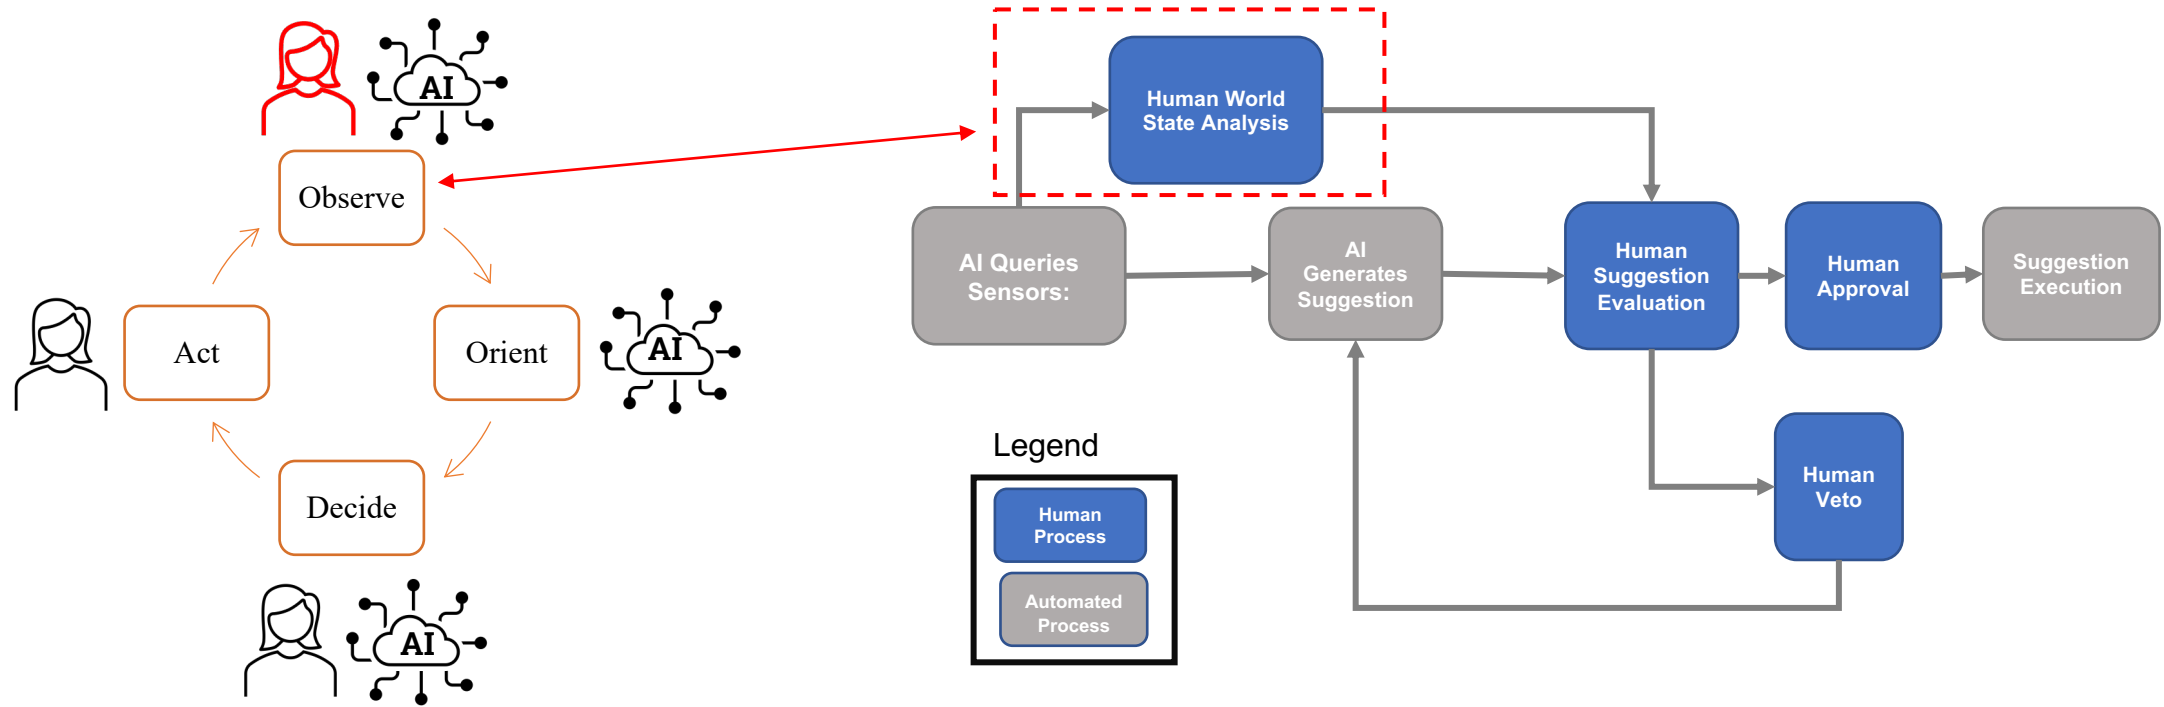 AI
Observe
Act
Orient
AI
Decide
AI
Human World
State Analysis
AI Queries
Sensors:
AI
Generates
Suggestion
Human
Suggestion
Evaluation
Human
Approval
Suggestion
Execution
Human
Veto
Legend
Human
Process
Automated
Process